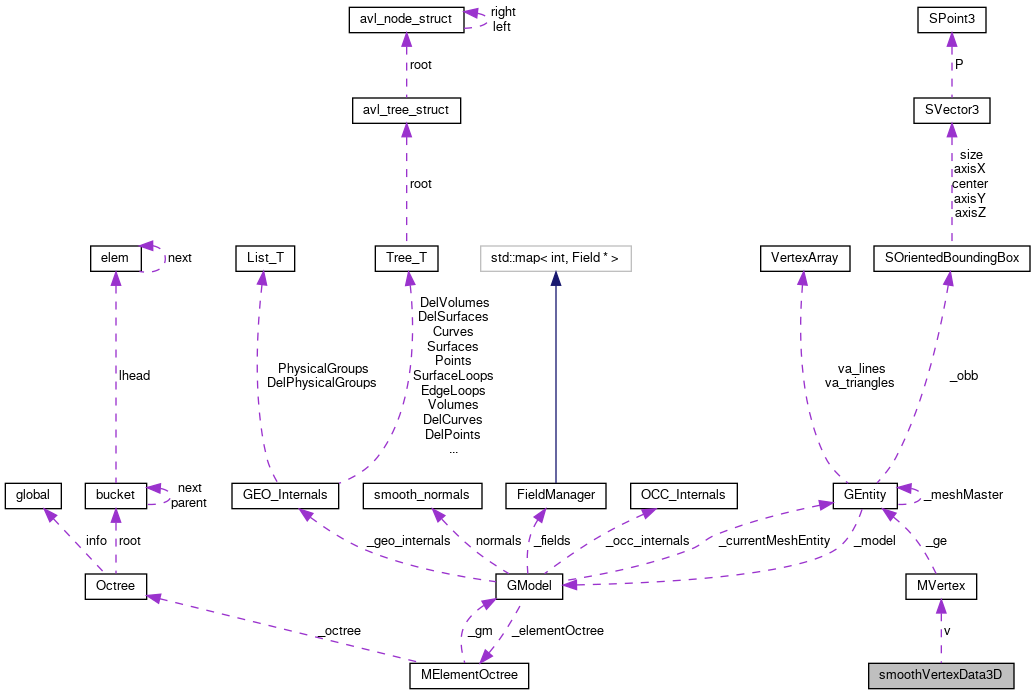 avl_node_struct
right
left
SPoint3
root
P
avl_tree_struct
SVector3
root
size
axisX
center
axisY
axisZ
elem
next
List_T
Tree_T
std::map< int, Field * >
VertexArray
SOrientedBoundingBox
lhead
PhysicalGroups
DelPhysicalGroups
DelVolumes
DelSurfaces
Curves
Surfaces
Points
SurfaceLoops
EdgeLoops
Volumes
DelCurves
DelPoints
...
va_lines
va_triangles
_obb
global
bucket
next
parent
GEO_Internals
smooth_normals
FieldManager
OCC_Internals
GEntity
_meshMaster
info
root
_geo_internals
normals
_fields
_occ_internals
_currentMeshEntity
_model
_ge
Octree
GModel
MVertex
_octree
_gm
_elementOctree
v
MElementOctree
smoothVertexData3D